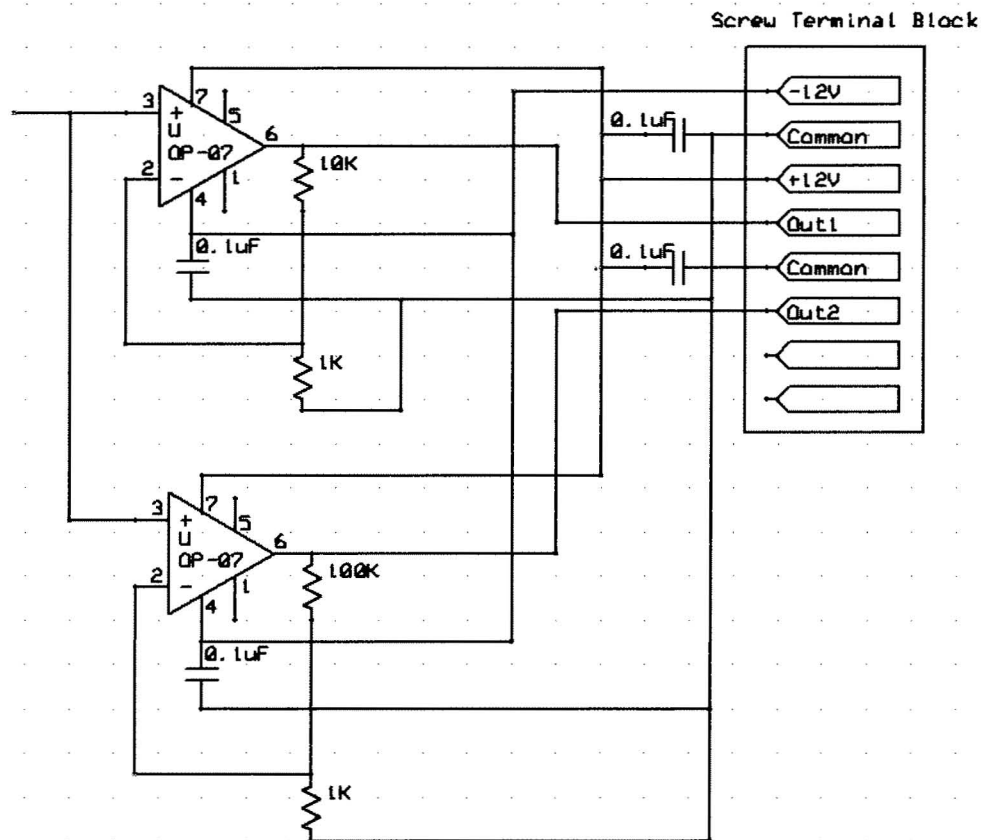 Screw Terminal Block
-12V
0.1uF
Common
+12V
Out1
0.1uF
Common
Out2
7
3
+
5
U
6
OP-07
10K
2
-
1
4
0.1uF
1K
7
3
+
5
U
6
OP-07
100K
2
-
1
4
0.1uF
1K